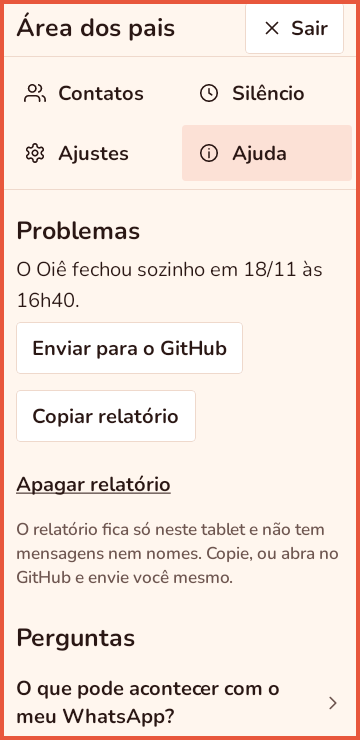 Área dos pais
Sair
Contatos
Silêncio
Ajustes
Ajuda
Problemas
O Oiê fechou sozinho em 18/11 às
16h40.
Enviar para o GitHub
Copiar relatório
Apagar relatório
O relatório fica só neste tablet e não tem
mensagens nem nomes. Copie, ou abra no
GitHub e envie você mesmo.
Perguntas
O que pode acontecer com o
meu WhatsApp?